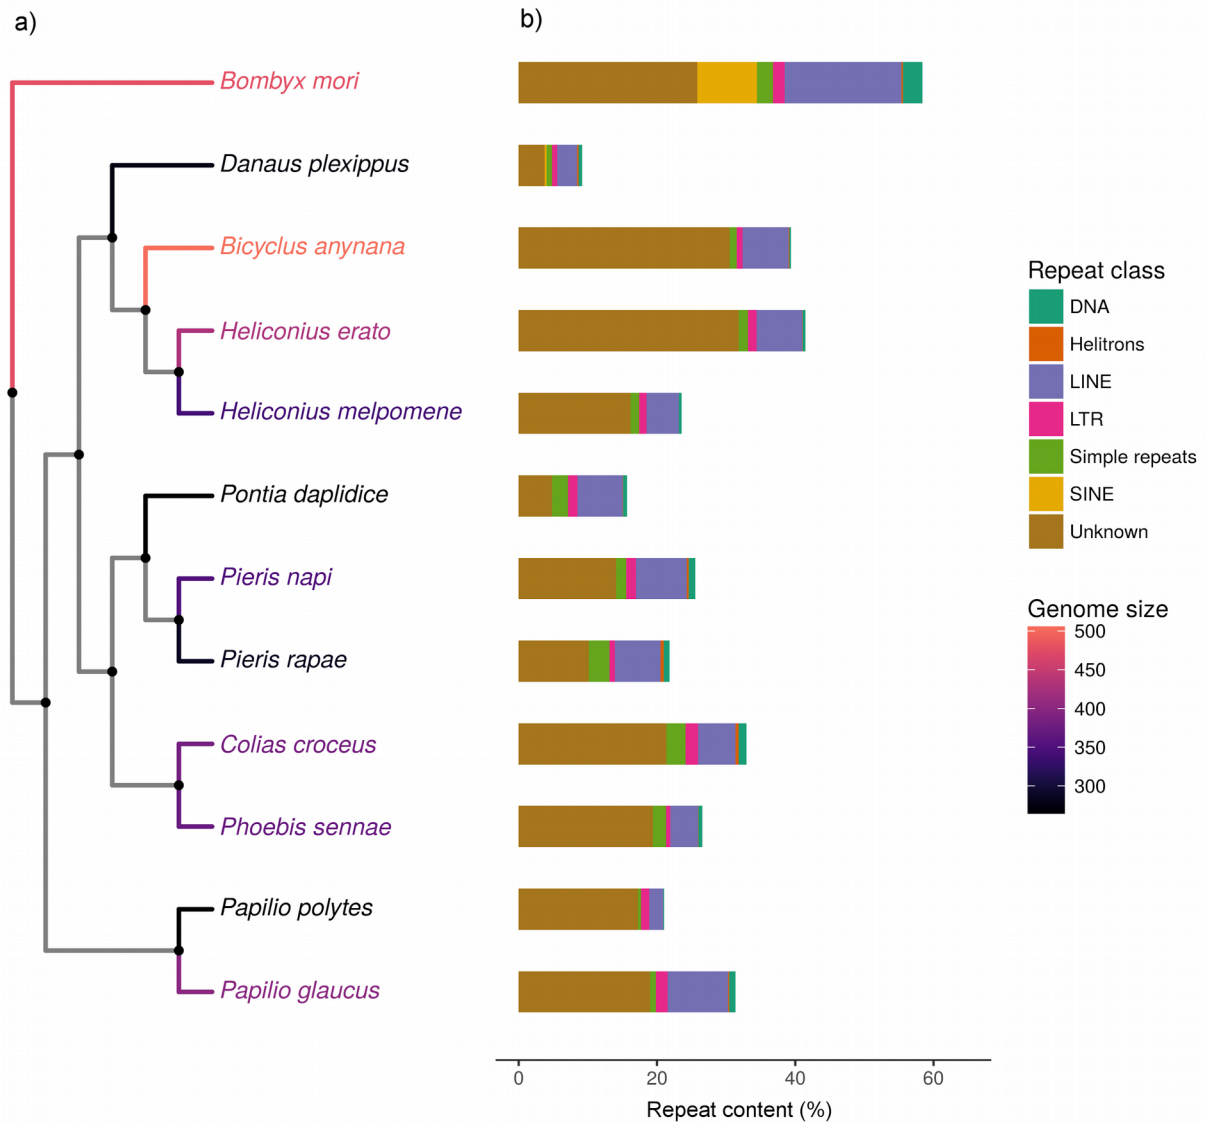 a)
b)
Bombyx mori
Danaus plexippus
Bicyclus anynana
Heliconius erato
Heliconius melpomene
Pontia daplidice
Pieris napi
Pieris rapae
Colias croceus
Phoebis sennae
Papilio polytes
Papilio glaucus
0 20 40 60
Repeat content (%)
Repeat class
DNA
Helitrons
LINE
LTR
Simple repeats
SINE
Unknown
Genome size
500
450
400
350
300